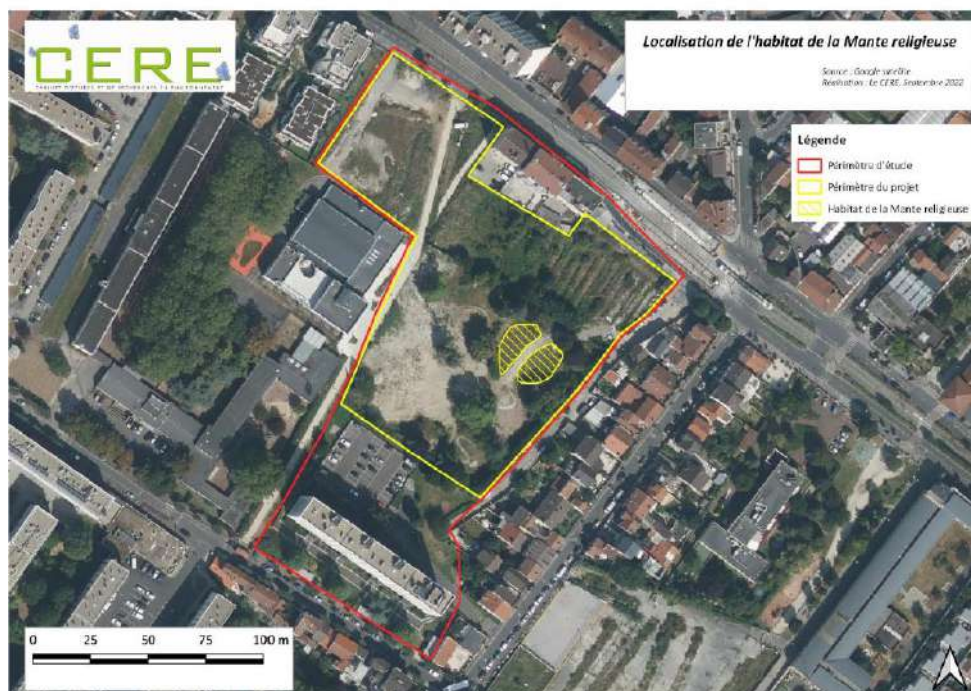 CERE
Localisation de l'habitat de la Mante religieuse
Source : Google satellite
Réalisation : Le CERE, Septembre 2022
Légende
Périmètre d'étude
Périmètre du projet
Habitat de la Mante religieuse
0 25 50 75 100 m